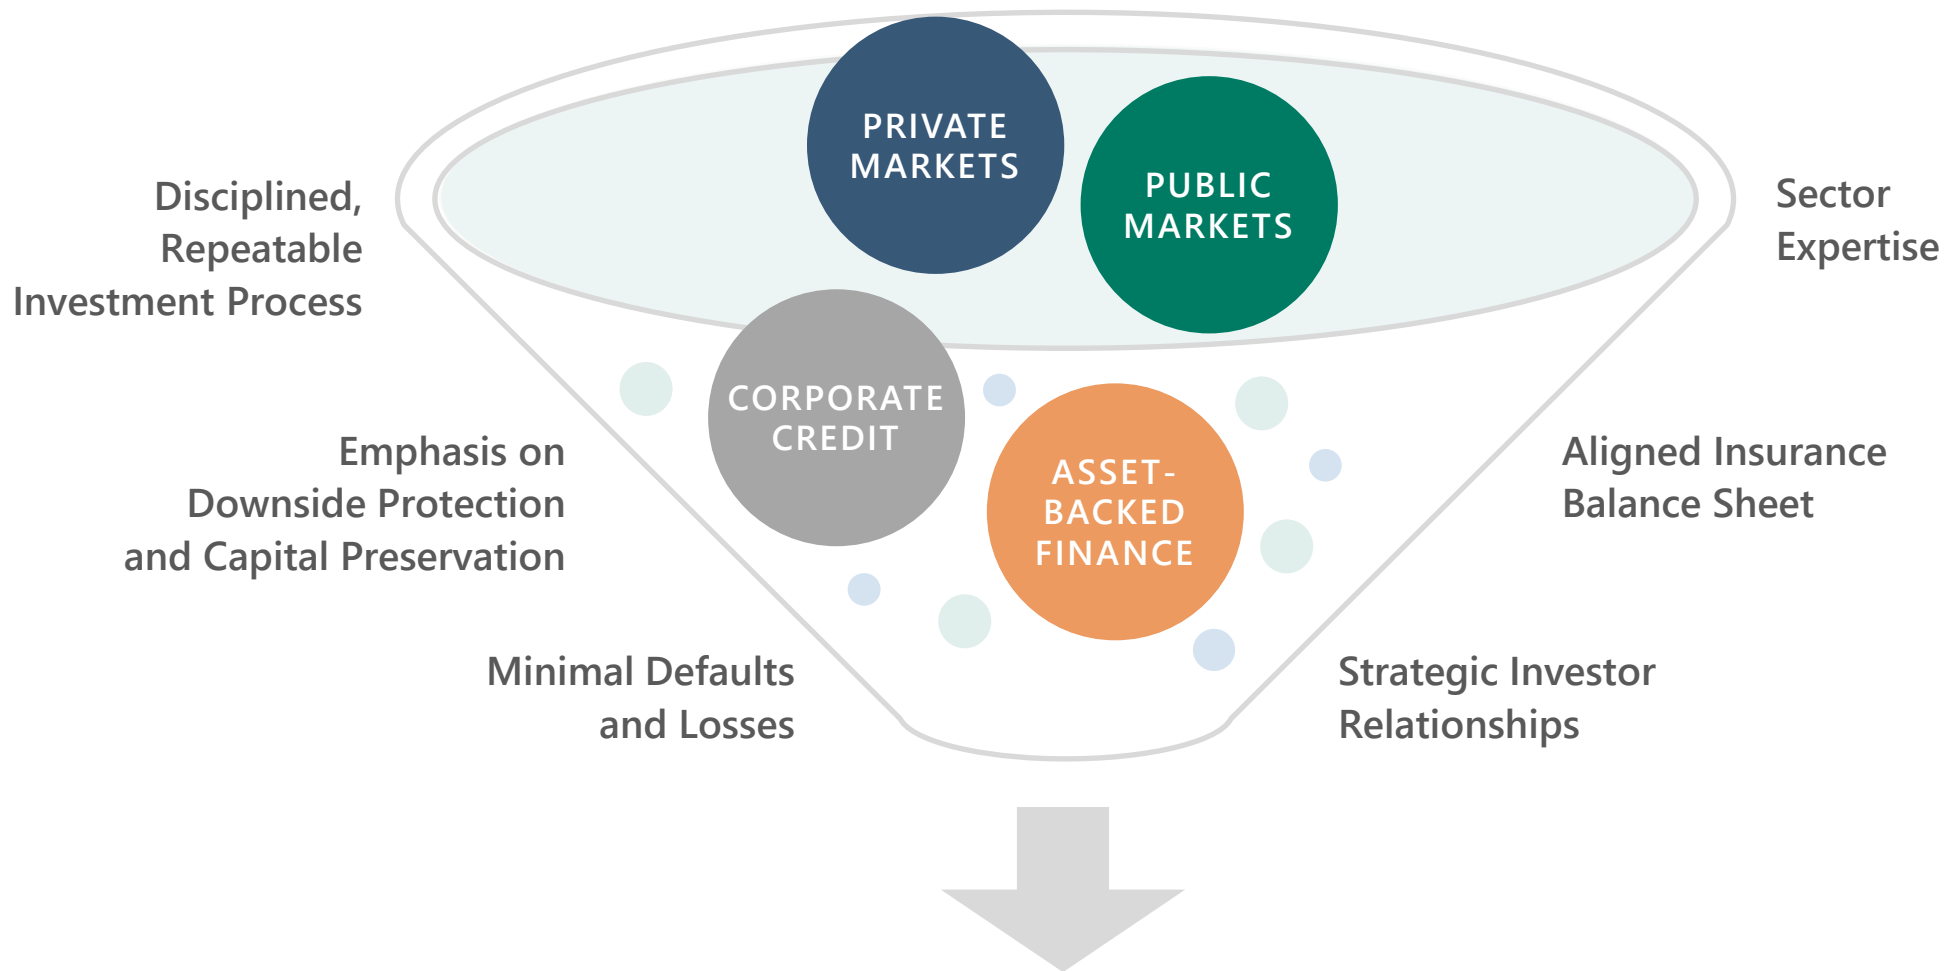 PRIVATE
MARKETS
PUBLIC
MARKETS
Disciplined,
Repeatable
Investment Process
Sector
Expertise
CORPORATE
CREDIT
ASSET-
BACKED
FINANCE
Emphasis on
Downside Protection
and Capital Preservation
Aligned Insurance
Balance Sheet
Minimal Defaults
and Losses
Strategic Investor
Relationships